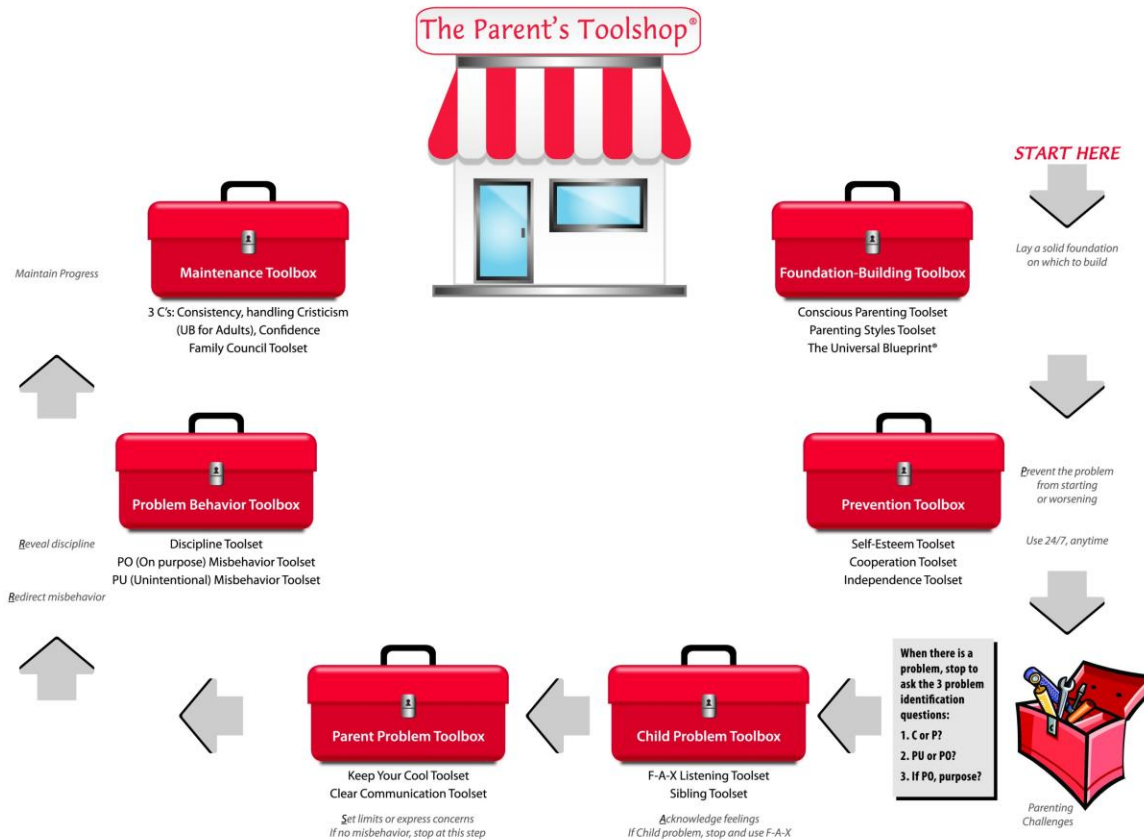 The Parent's Toolshop®
START HERE
Lay a solid foundation
on which to build
Foundation-Building Toolbox
Conscious Parenting Toolset
Parenting Styles Toolset
The Universal Blueprint®
Prevent the problem
from starting
or worsening
Use 24/7, anytime
Prevention Toolbox
Self-Esteem Toolset
Cooperation Toolset
Independence Toolset
Parenting
Challenges
When there is a
problem, stop to
ask the 3 problem
identification
questions:
1. C or P?
2. PU or PO?
3. If PO, purpose?
Child Problem Toolbox
F-A-X Listening Toolset
Sibling Toolset
Acknowledge feelings
If Child problem, stop and use F-A-X
Parent Problem Toolbox
Keep Your Cool Toolset
Clear Communication Toolset
Set limits or express concerns
If no misbehavior, stop at this step
Problem Behavior Toolbox
Discipline Toolset
PO (On purpose) Misbehavior Toolset
PU (Unintentional) Misbehavior Toolset
Reveal discipline
Redirect misbehavior
Maintain Progress
Maintenance Toolbox
3 C's: Consistency, handling Cristicism
(UB for Adults), Confidence
Family Council Toolset